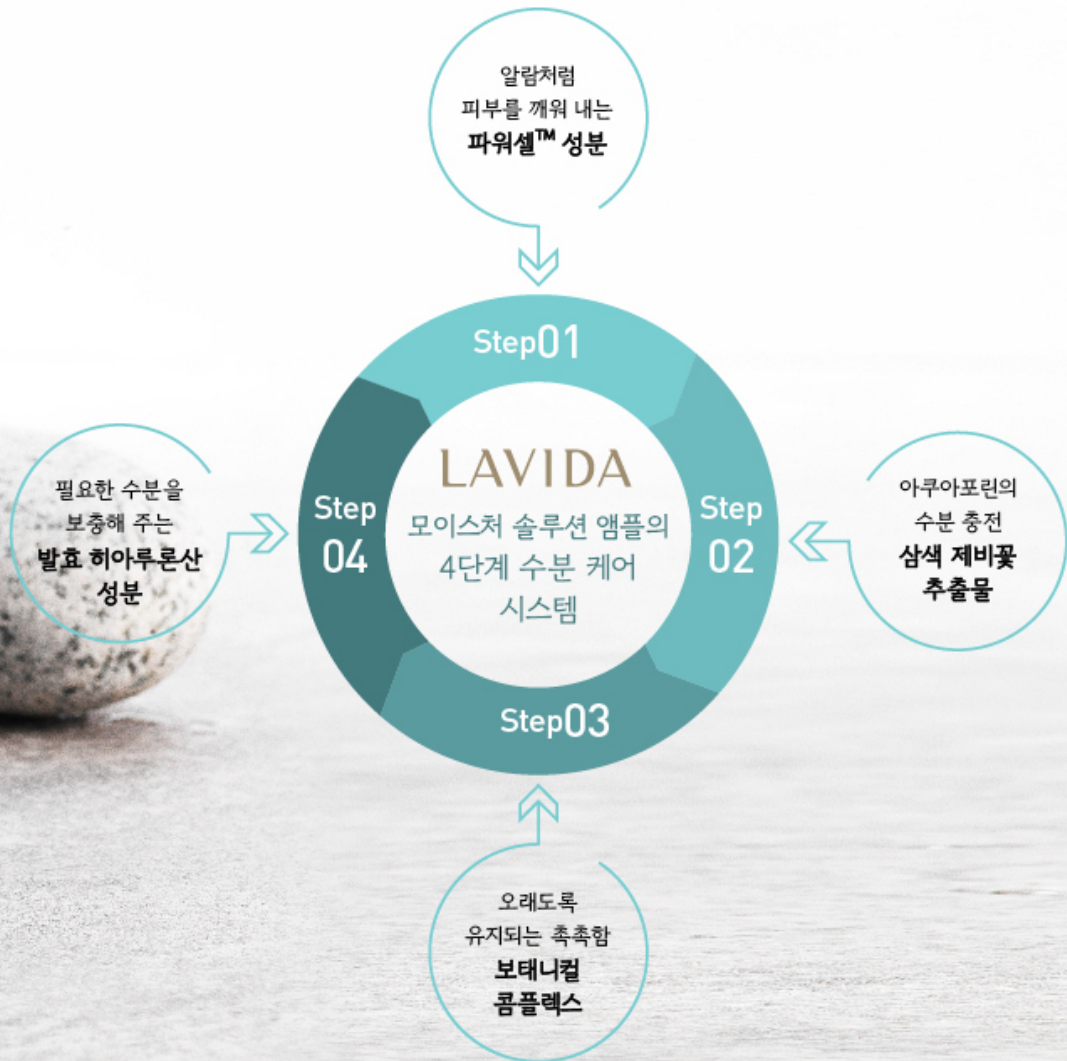 알람처럼
피부를 깨워 내는
파워셀™ 성분
Step01
LAVIDA
모이스처 솔루션 앰플의
4단계 수분 케어
시스템
Step
02
아쿠아포린의
수분 충전
삼색 제비꽃
추출물
Step03
오래도록
유지되는 촉촉함
보태니컬
콤플렉스
Step
04
필요한 수분을
보충해 주는
발효 히아루론산
성분